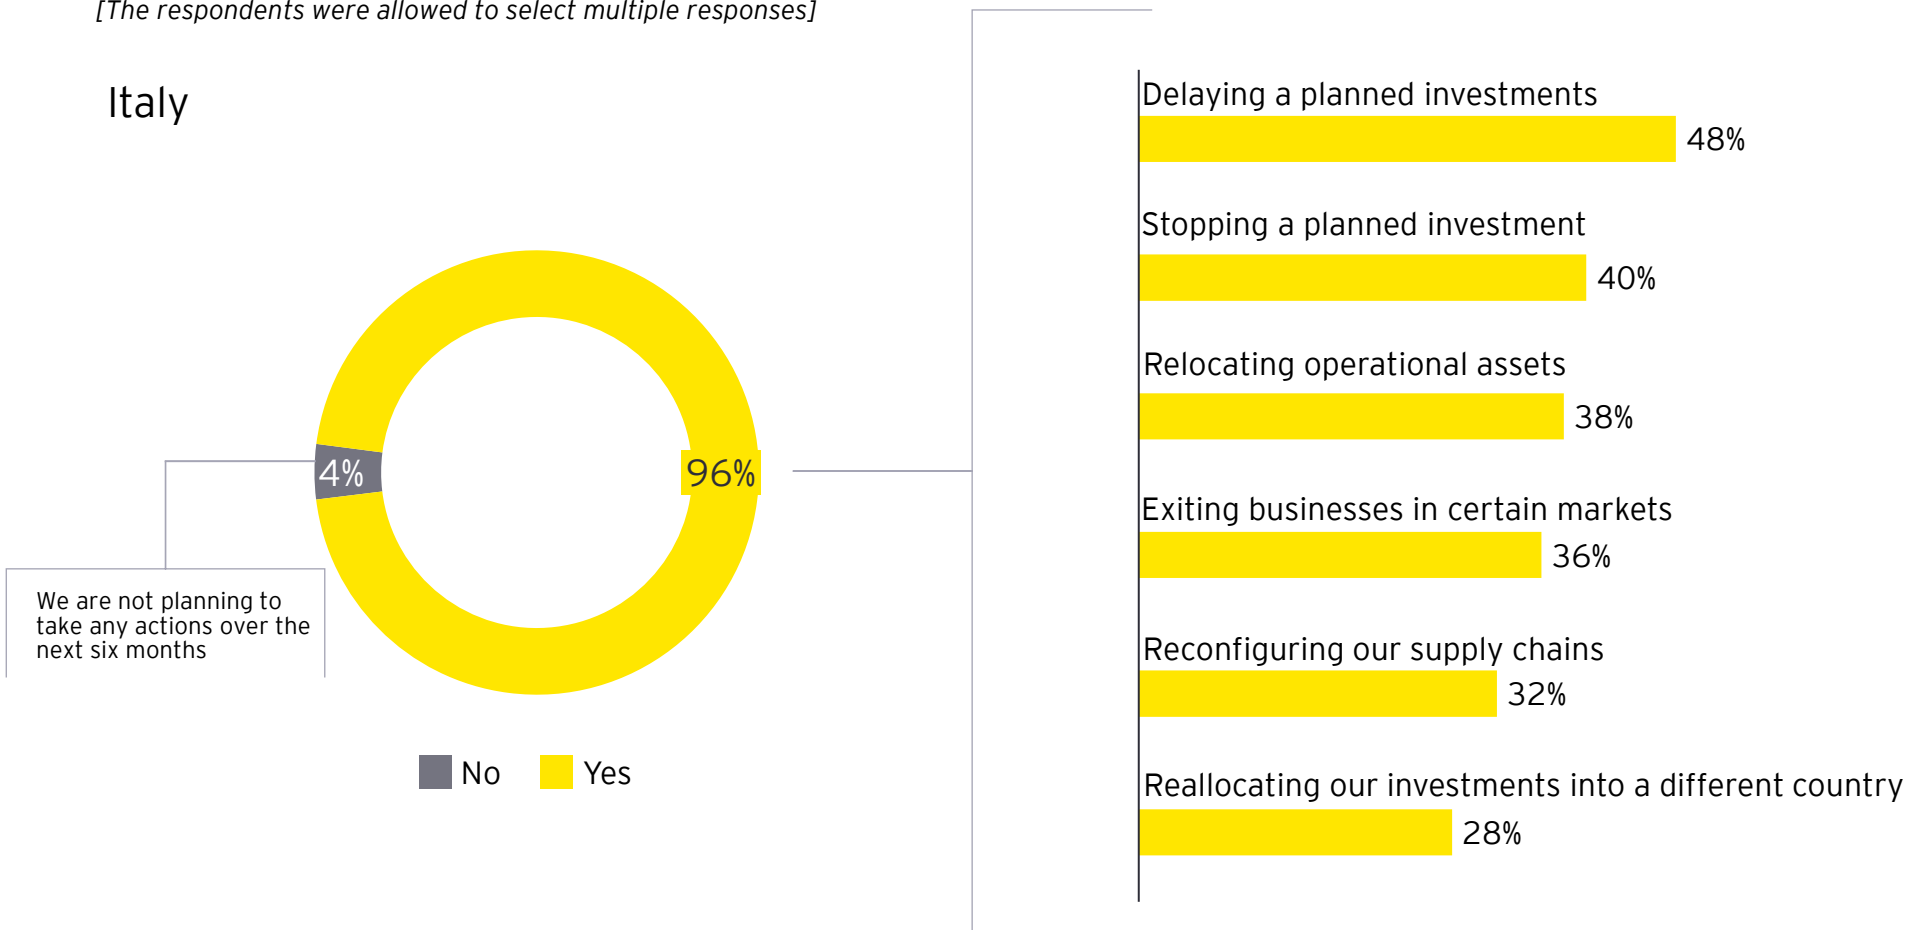 [The respondents were allowed to select multiple responses]
Italy
4%
96%
We are not planning to
take any actions over the
next six months
No
Yes
Delaying a planned investments
48%
Stopping a planned investment
40%
Relocating operational assets
38%
Exiting businesses in certain markets
36%
Reconfiguring our supply chains
32%
Reallocating our investments into a different country
28%